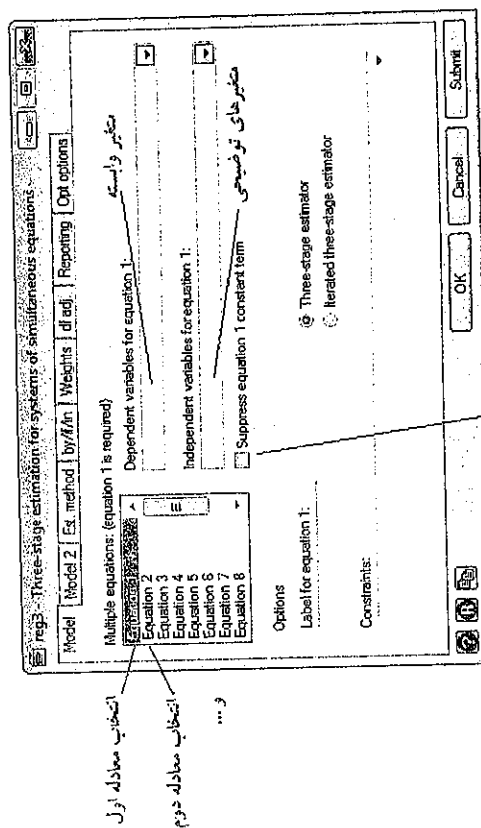 reg3 - Three-stage estimation for systems of simultaneous equations
Model Model 2 Est. method by/if/in Weights df adj. Reporting Opt options
Multiple equations: (equation 1 is required)
Equation 2
Equation 3
Equation 4
Equation 5
Equation 6
Equation 7
Equation 8
Dependent variables for equation 1:
Independent variables for equation 1:
Suppress equation 1 constant term
Options
Label for equation 1:
Three-stage estimator
Iterated three-stage estimator
Constraints:
OK Cancel Submit
انتخاب معادله اول
انتخاب معادله دوم
و ...
متغیر وابسته
متغیرهای توضیحی